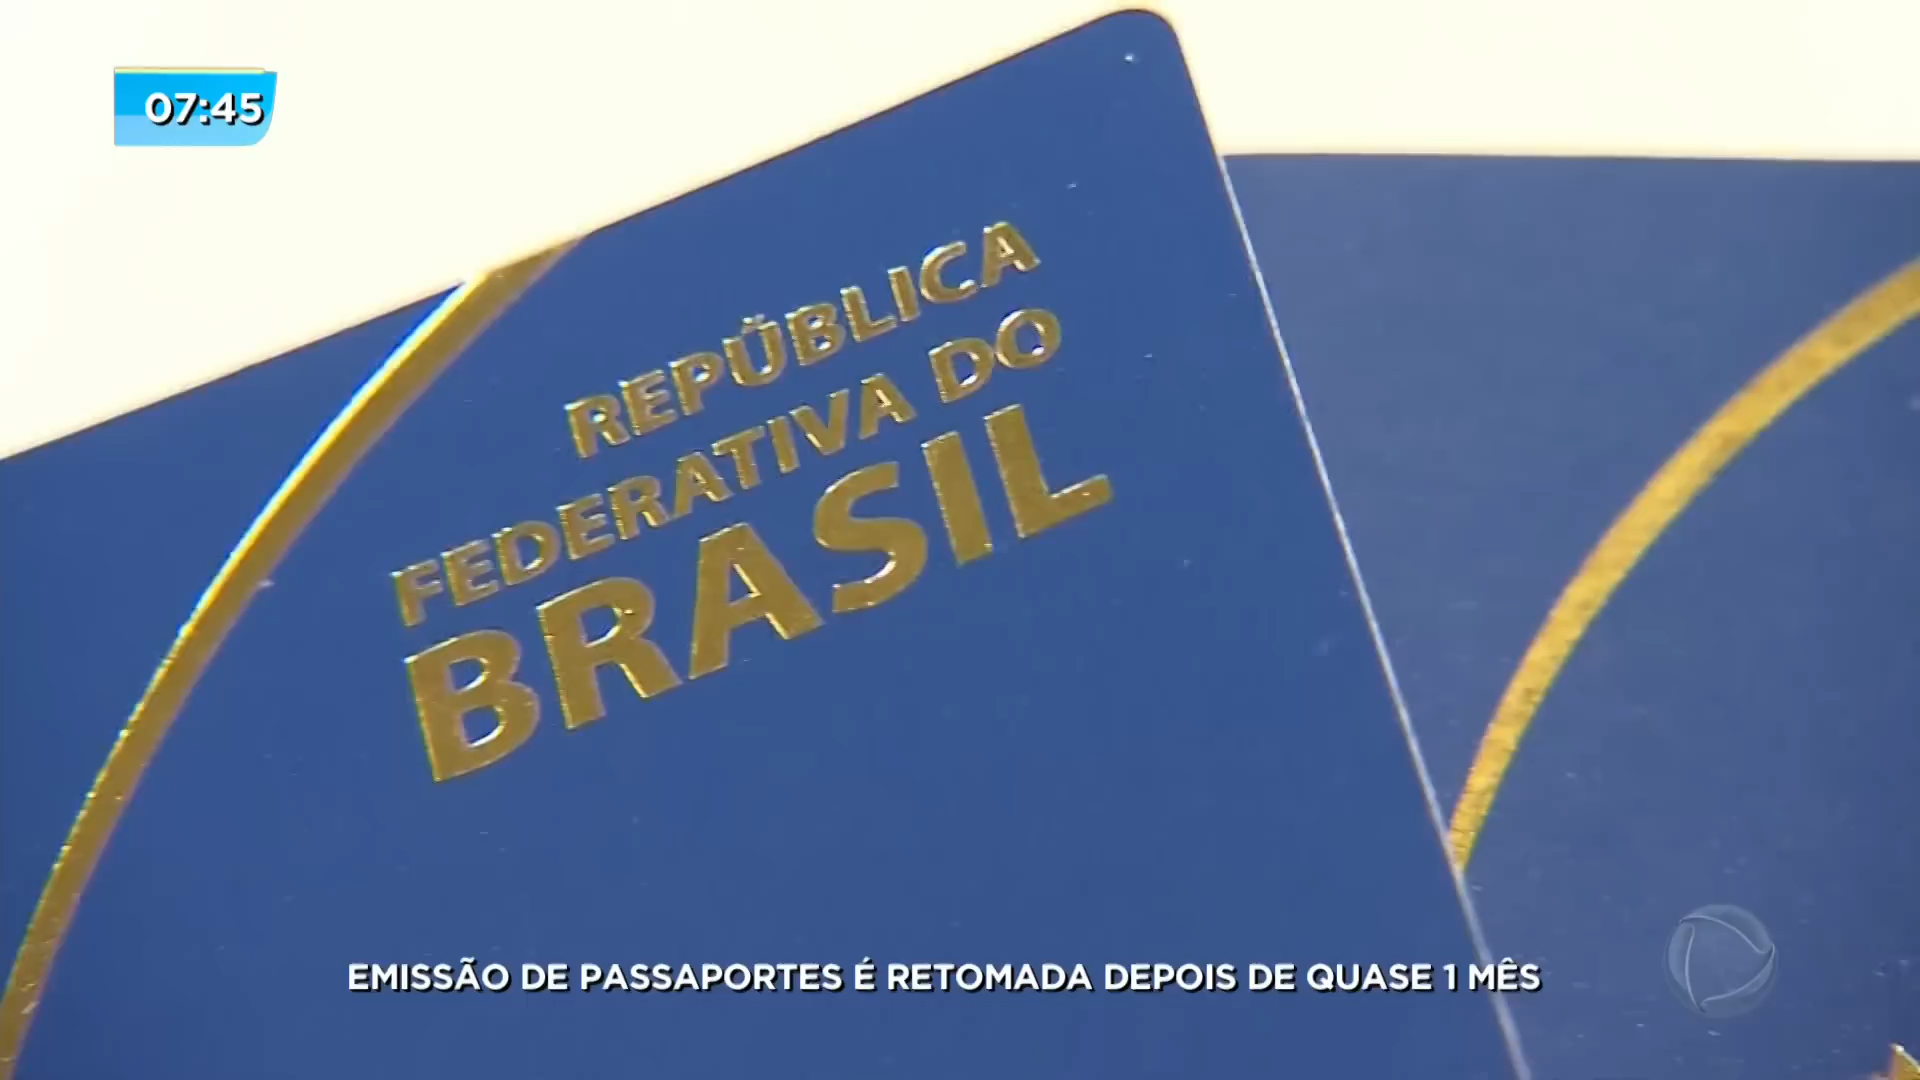 07:45
REPÚBLICA
FEDERATIVA DO
BRASIL
EMISSÃO DE PASSAPORTES É RETOMADA DEPOIS DE QUASE 1 MÊS